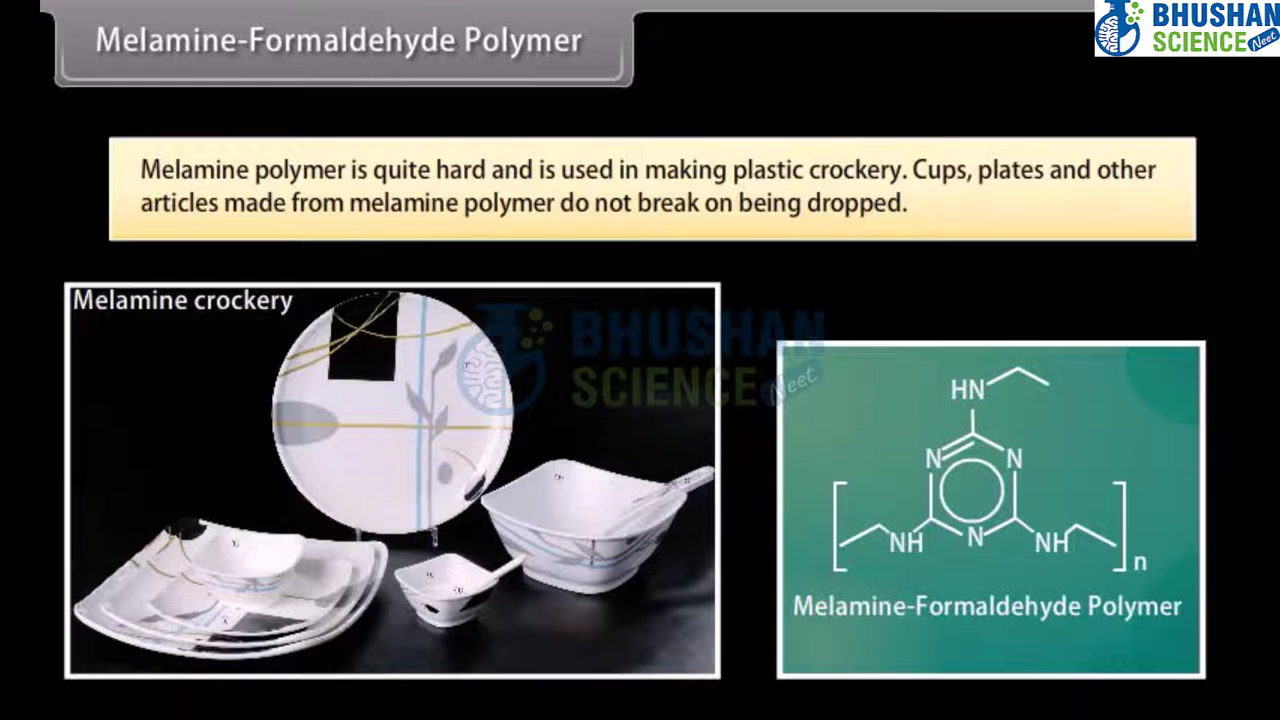 Melamine-Formaldehyde Polymer
BHUSHAN
SCIENCE Neet
Melamine polymer is quite hard and is used in making plastic crockery. Cups, plates and other
articles made from melamine polymer do not break on being dropped.
Melamine crockery
BHUSHAN
SCIENCE Neet
HN
N N
NH N NH
n
Melamine-Formaldehyde Polymer